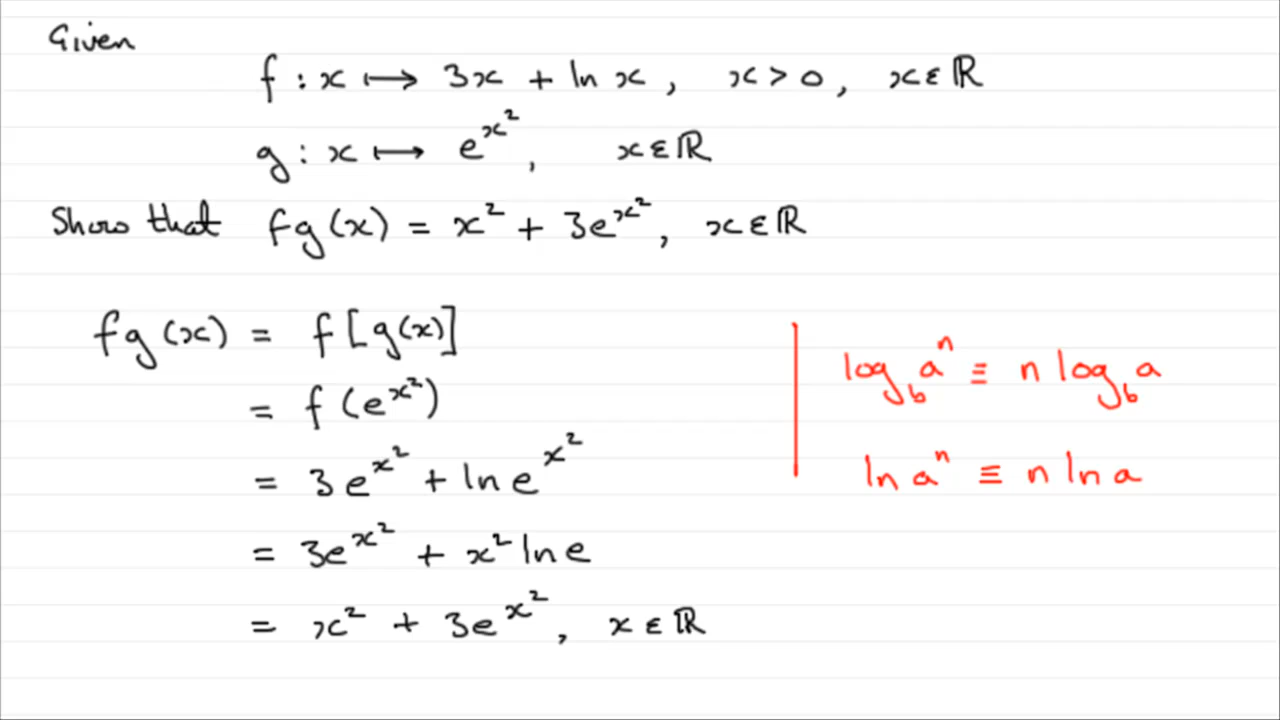 Given
f : x ⟼ 3x + ln x , x > 0 , x ∈ ℝ
g : x ⟼ e^{x²} , x ∈ ℝ
Show that fg(x) = x² + 3e^{x²} , x ∈ ℝ
fg(x) = f[g(x)]
= f(e^{x²})
= 3e^{x²} + ln e^{x²}
= 3e^{x²} + x² ln e
= x² + 3e^{x²} , x ∈ ℝ
log_b a^n ≡ n log_b a
ln a^n ≡ n ln a